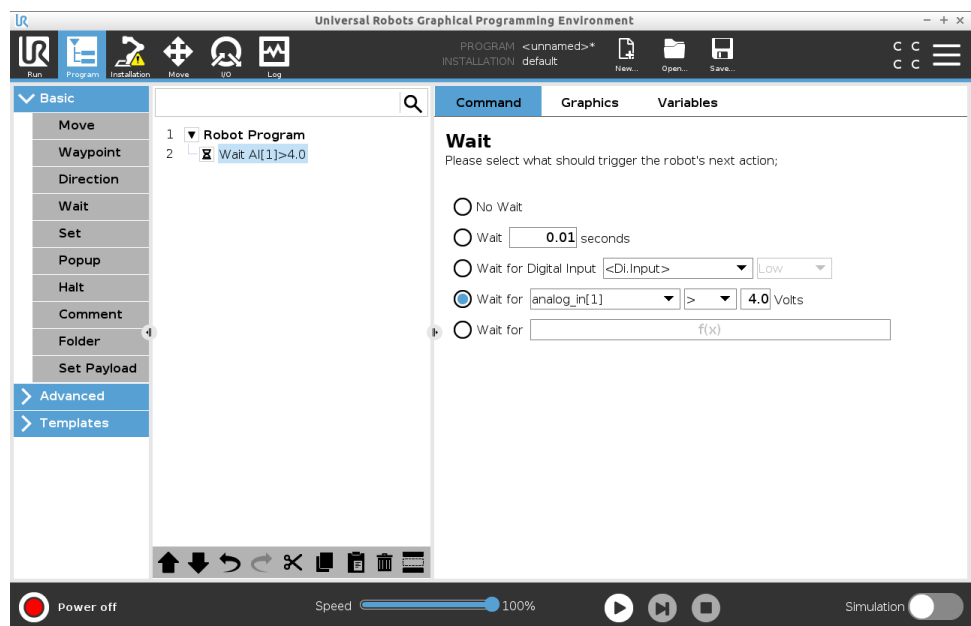 Universal Robots Graphical Programming Environment
PROGRAM <unnamed>*
INSTALLATION default
Run Program Installation Move I/O Log New... Open... Save...
C C
C C
Basic
Move
Waypoint
Direction
Wait
Set
Popup
Halt
Comment
Folder
Set Payload
Advanced
Templates
1 Robot Program
2 Wait AI[1]>4.0
Command Graphics Variables
Wait
Please select what should trigger the robot's next action;
No Wait
Wait 0.01 seconds
Wait for Digital Input <Di.Input> Low
Wait for analog_in[1] > 4.0 Volts
Wait for f(x)
Power off Speed 100% Simulation